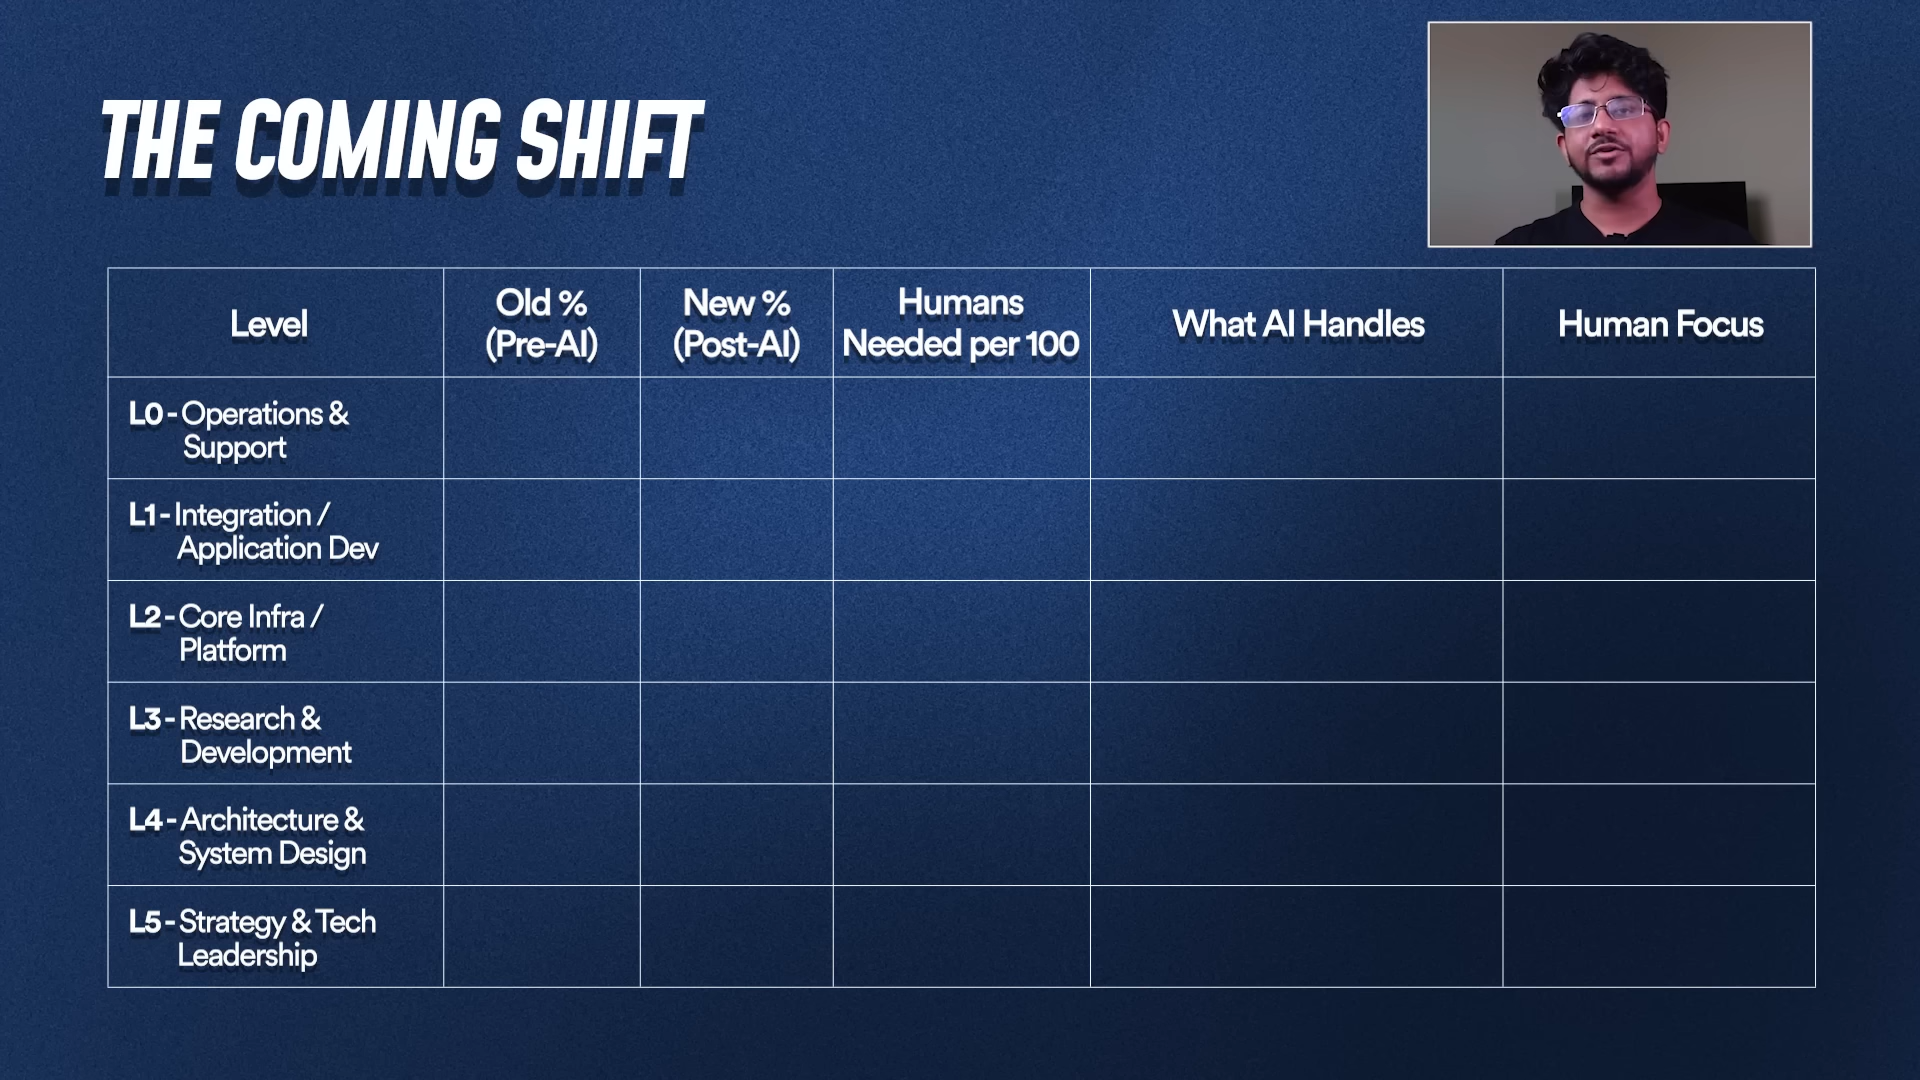 THE COMING SHIFT
Level
Old %
(Pre-AI)
New %
(Post-AI)
Humans
Needed per 100
What AI Handles
Human Focus
L0 - Operations &
Support
L1 - Integration /
Application Dev
L2 - Core Infra /
Platform
L3 - Research &
Development
L4 - Architecture &
System Design
L5 - Strategy & Tech
Leadership